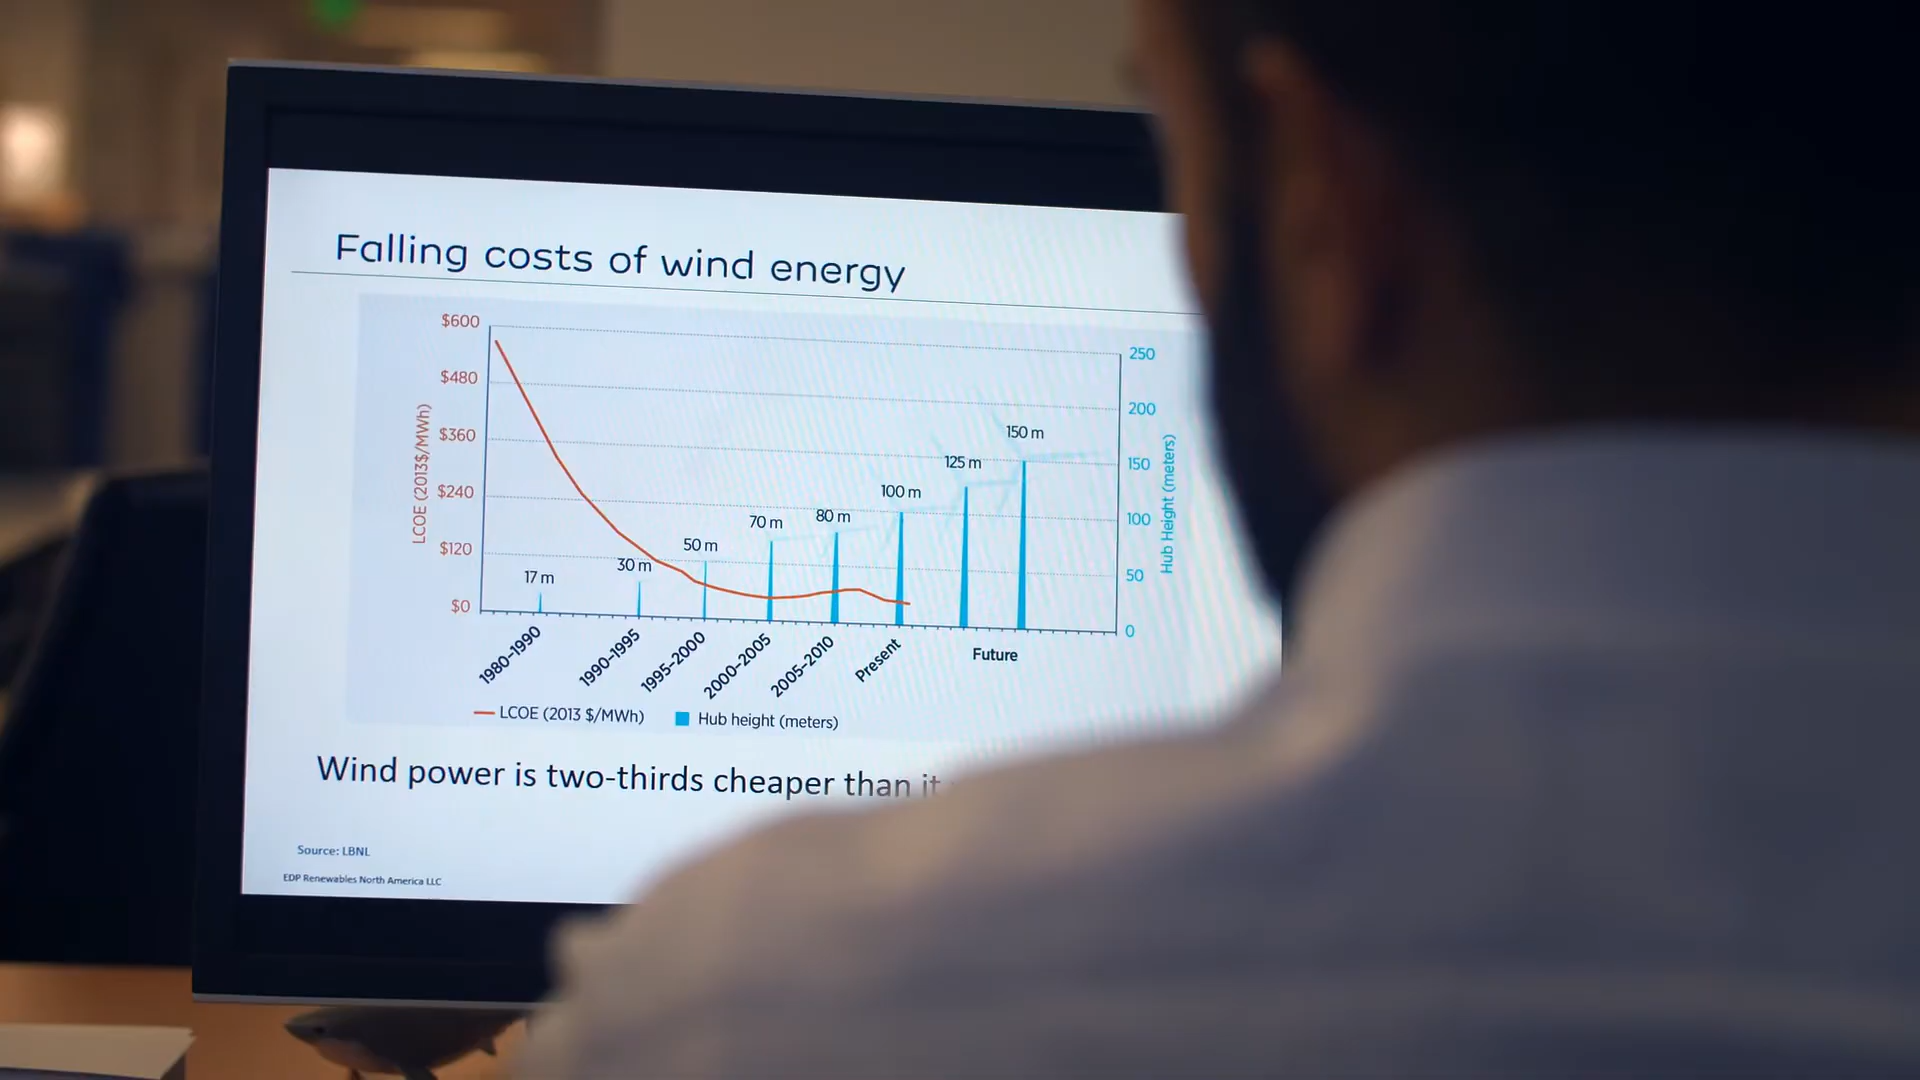 Falling costs of wind energy
$600
$480
$360
$240
$120
$0
LCOE (2013$/MWh)
250
200
150
100
50
0
Hub Height (meters)
17 m
30 m
50 m
70 m
80 m
100 m
125 m
150 m
1980–1990
1990–1995
1995–2000
2000–2005
2005–2010
Present
Future
LCOE (2013 $/MWh)
Hub height (meters)
Wind power is two-thirds cheaper than it
Source: LBNL
EDP Renewables North America LLC